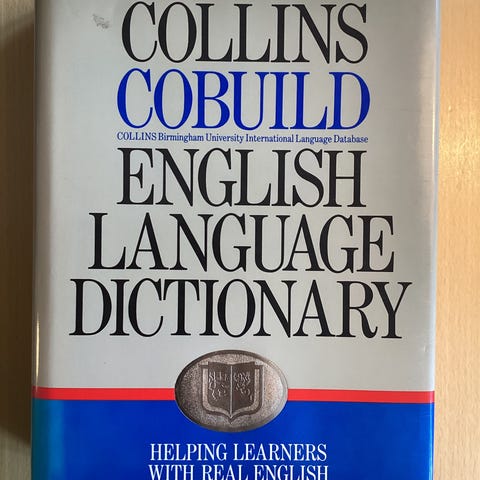 COLLINS
COBUILD
COLLINS Birmingham University International Language Database
ENGLISH
LANGUAGE
DICTIONARY
HELPING LEARNERS
WITH REAL ENGLISH